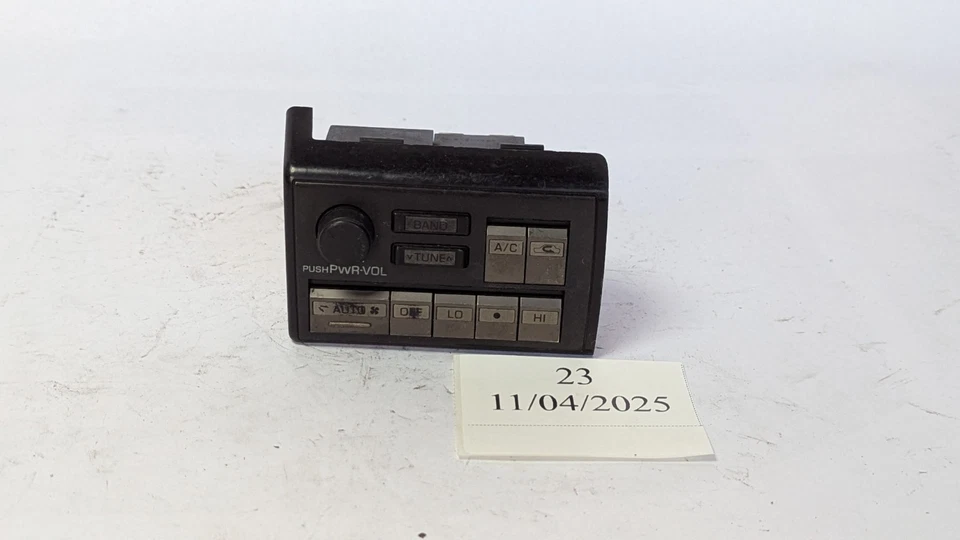 BAND
TUNE
A/C
PUSH PWR·VOL
AUTO OFF LO HI
23
11/04/2025